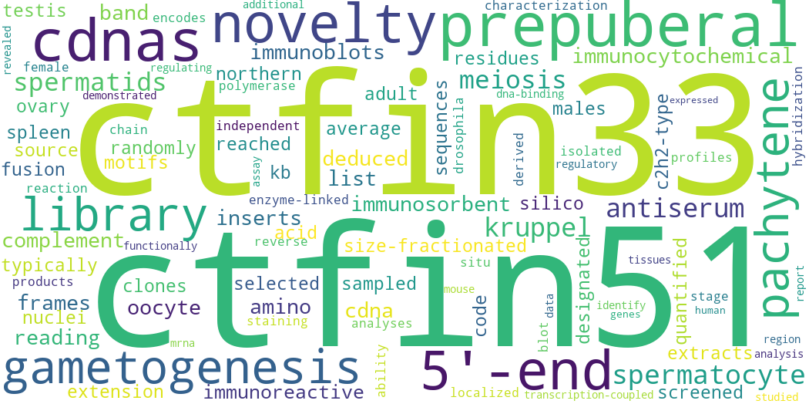 testis
additional
characterization
revealed
band
encodes
cdnas
novelty
prepuberal
immunoblots
residues
immunocytochemical
female
regulating
spermatids
northern
polymerase
meiosis
demonstrated
adult
sequences
drosophila
dna-binding
expressed
hybridization
ovary
males
c2h2-type
ctfin33
spleen
chain
independent
average
isolated
source
randomly
reached
deduced
derived
regulatory
profiles
pachytene
fusion
motifs
assay
kb
list
reaction
enzyme-linked
immunosorbent
silico
antiserum
library
inserts
kruppel
complement
acid
functionally
reverse
size-fractionated
designated
quantified
typically
situ
tissues
products
clones
selected
sampled
mouse
ctfin51
frames
oocyte
amino
cdna
code
data
identify
stage
report
nuclei
staining
analyses
genes
human
reading
mrna
blot
region
gametogenesis
ability
5'-end
extracts
analysis
spermatocyte
extension
immunoreactive
localized
transcription-coupled
screened
studied